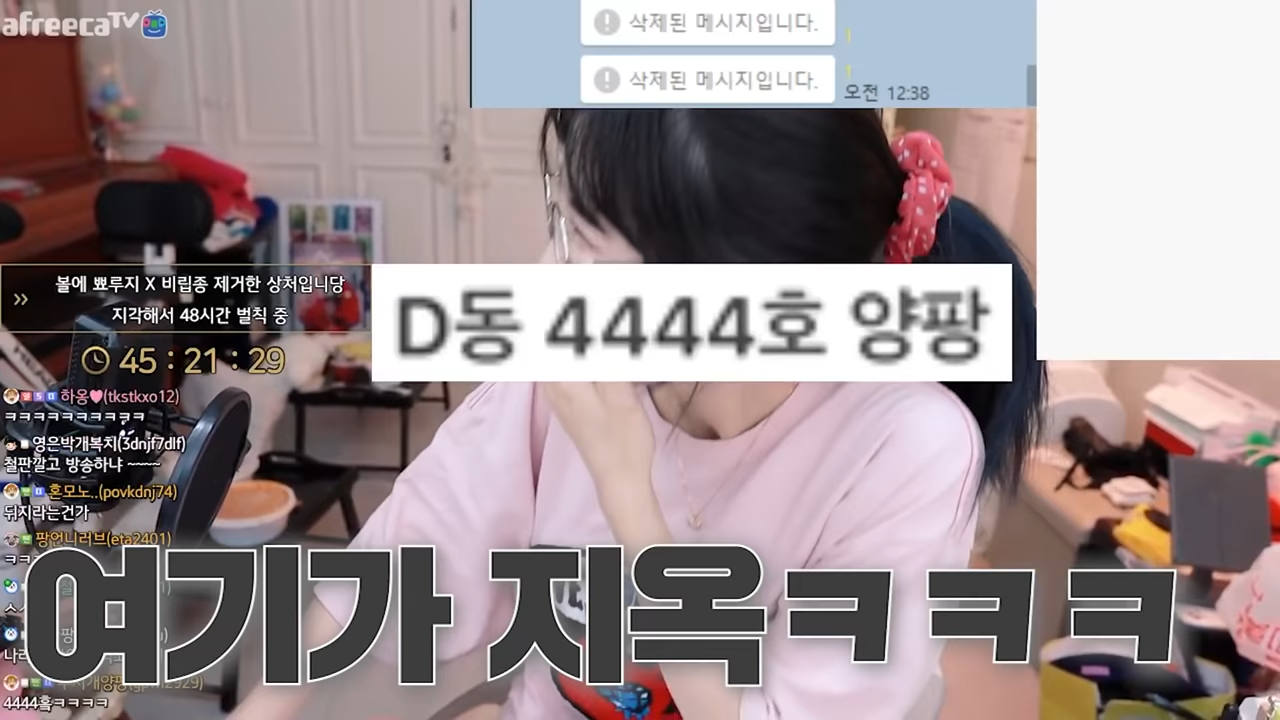 afreecaTV
삭제된 메시지입니다.
1
삭제된 메시지입니다.
1
오전 12:38
볼에 뾰루지 X 비립종 제거한 상처입니당
지각해서 48시간 벌칙 중
45 : 21 : 29
D동 4444호 양팡
하옹♥(tkstkxo12)
ㅋㅋㅋㅋㅋㅋㅋㅋㅋㅋ
영은박개복치(3dnjf7dlf)
철판깔고 방송하냐 ~~~~
혼모노..(povkdnj74)
뒤지라는건가
팡언니러브(eta2401)
여기가 지옥ㅋㅋㅋ
4444혹ㅋㅋㅋㅋ